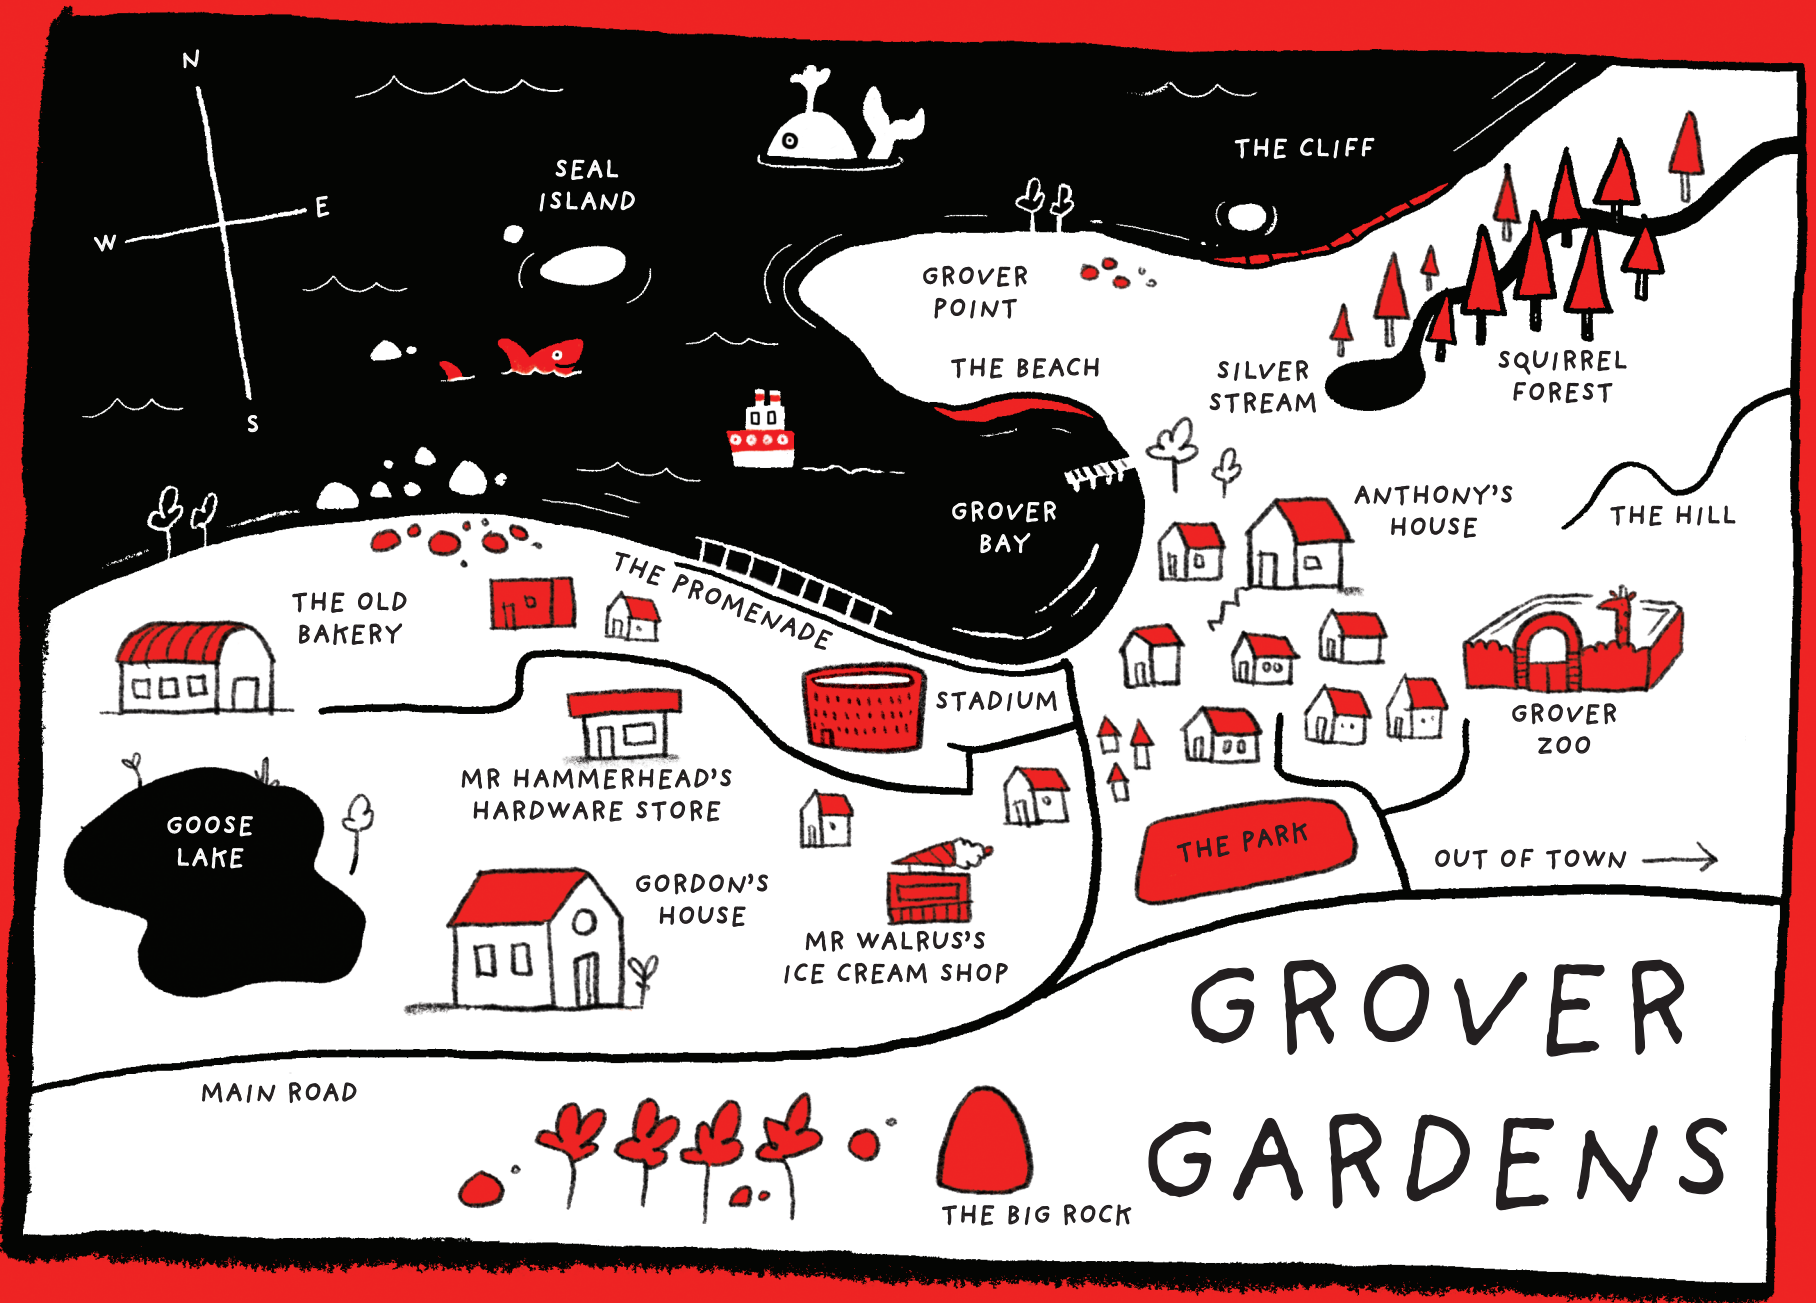 N
W
E
S
SEAL
ISLAND
THE CLIFF
GROVER
POINT
THE BEACH
SILVER
STREAM
SQUIRREL
FOREST
GROVER
BAY
ANTHONY'S
HOUSE
THE HILL
THE PROMENADE
THE OLD
BAKERY
STADIUM
GROVER
ZOO
MR HAMMERHEAD'S
HARDWARE STORE
GOOSE
LAKE
THE PARK
OUT OF TOWN
GORDON'S
HOUSE
MR WALRUS'S
ICE CREAM SHOP
MAIN ROAD
THE BIG ROCK
GROVER
GARDENS